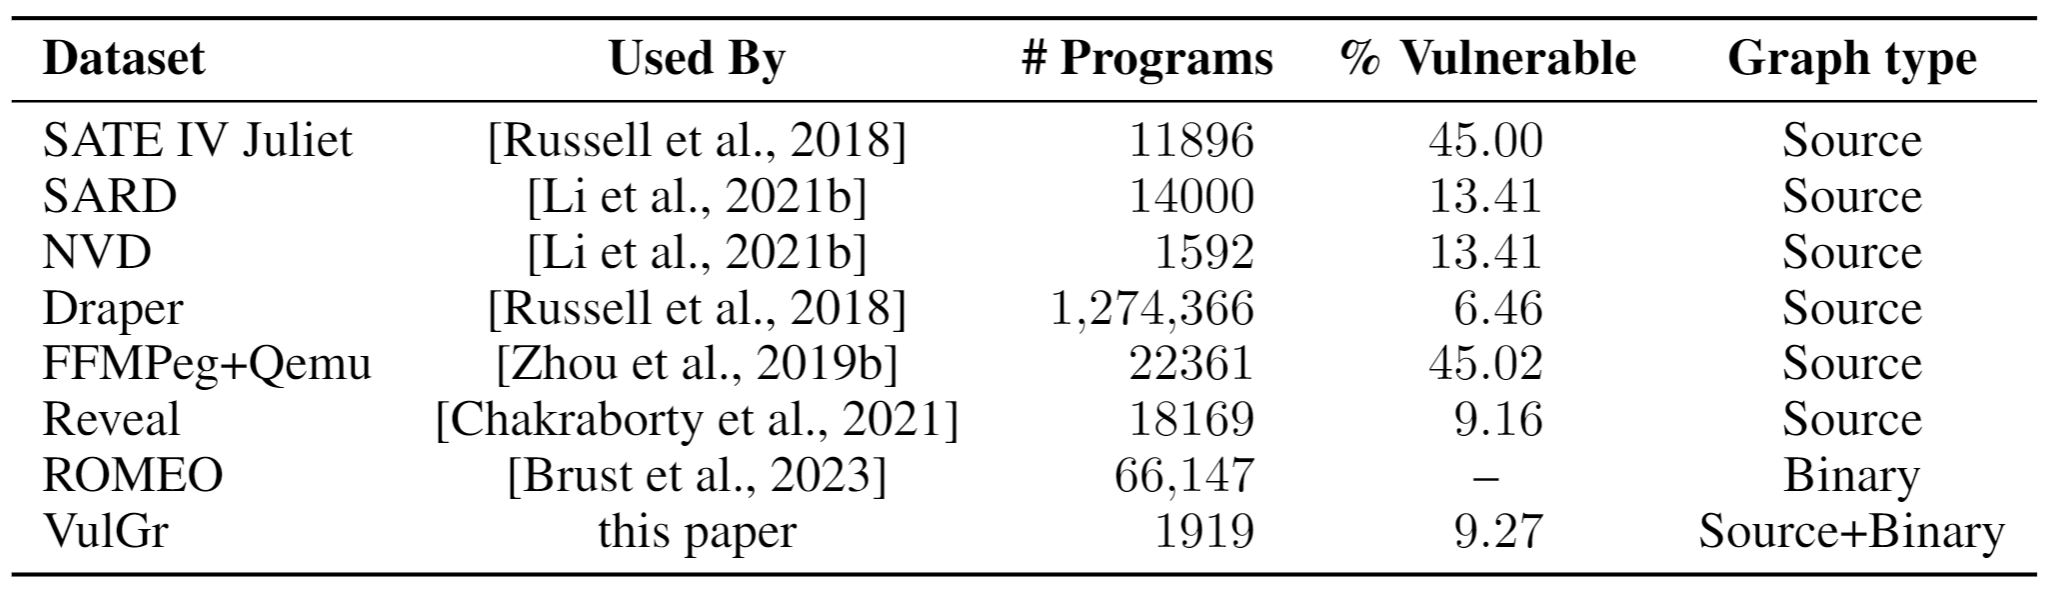 Dataset Used By # Programs % Vulnerable Graph type
SATE IV Juliet [Russell et al., 2018] 11896 45.00 Source
SARD [Li et al., 2021b] 14000 13.41 Source
NVD [Li et al., 2021b] 1592 13.41 Source
Draper [Russell et al., 2018] 1,274,366 6.46 Source
FFMPeg+Qemu [Zhou et al., 2019b] 22361 45.02 Source
Reveal [Chakraborty et al., 2021] 18169 9.16 Source
ROMEO [Brust et al., 2023] 66,147 – Binary
VulGr this paper 1919 9.27 Source+Binary